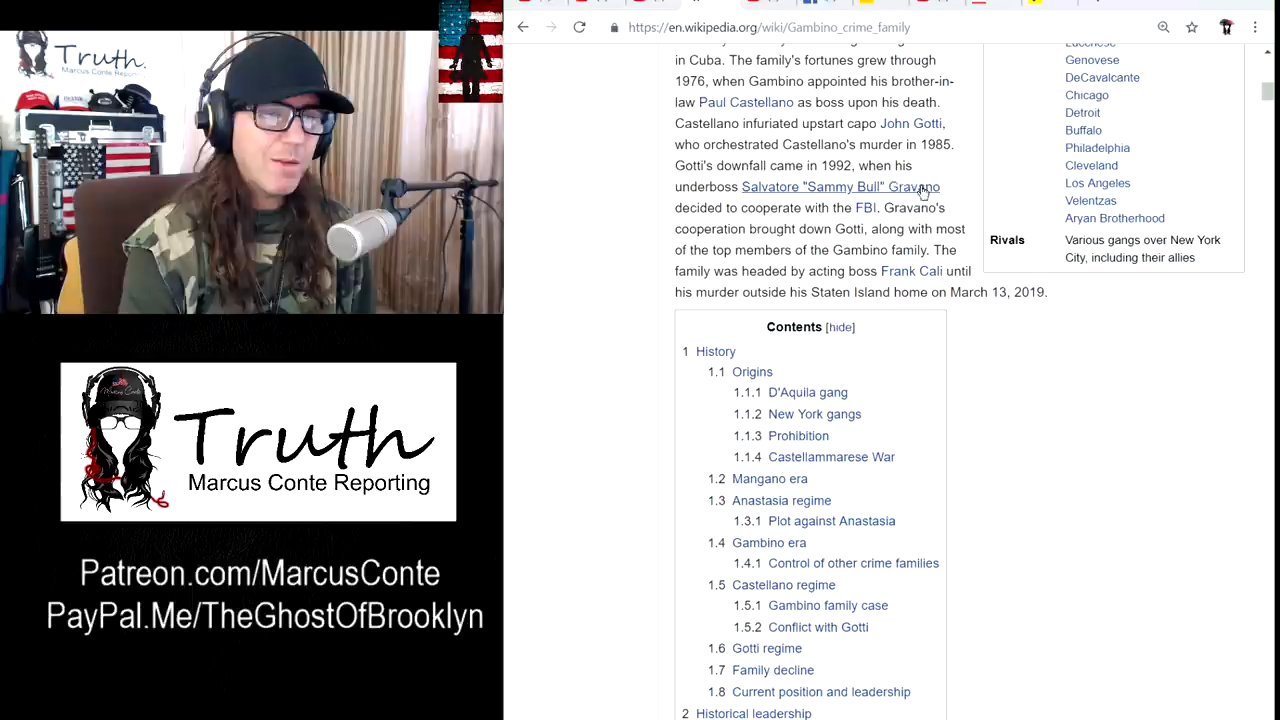 Truth.
Marcus Conte Reporting
https://en.wikipedia.org/wiki/Gambino_crime_family
in Cuba. The family's fortunes grew through
1976, when Gambino appointed his brother-in-
law Paul Castellano as boss upon his death.
Castellano infuriated upstart capo John Gotti,
who orchestrated Castellano's murder in 1985.
Gotti's downfall came in 1992, when his
underboss Salvatore "Sammy Bull" Gravano
decided to cooperate with the FBI. Gravano's
cooperation brought down Gotti, along with most
of the top members of the Gambino family. The
family was headed by acting boss Frank Cali until
his murder outside his Staten Island home on March 13, 2019.
Lucchese
Genovese
DeCavalcante
Chicago
Detroit
Buffalo
Philadelphia
Cleveland
Los Angeles
Velentzas
Aryan Brotherhood
Rivals Various gangs over New York
City, including their allies
Contents [hide]
1 History
1.1 Origins
1.1.1 D'Aquila gang
1.1.2 New York gangs
1.1.3 Prohibition
1.1.4 Castellammarese War
1.2 Mangano era
1.3 Anastasia regime
1.3.1 Plot against Anastasia
1.4 Gambino era
1.4.1 Control of other crime families
1.5 Castellano regime
1.5.1 Gambino family case
1.5.2 Conflict with Gotti
1.6 Gotti regime
1.7 Family decline
1.8 Current position and leadership
2 Historical leadership
Truth
Marcus Conte Reporting
Patreon.com/MarcusConte
PayPal.Me/TheGhostOfBrooklyn